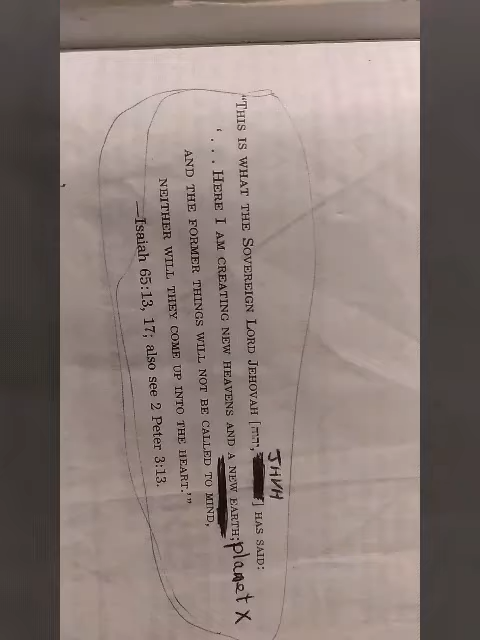 "THIS IS WHAT THE SOVEREIGN LORD JEHOVAH [יהוה, JHVH] HAS SAID:
'. . . HERE I AM CREATING NEW HEAVENS AND A NEW EARTH; planet X
AND THE FORMER THINGS WILL NOT BE CALLED TO MIND,
NEITHER WILL THEY COME UP INTO THE HEART.'"
—Isaiah 65:13, 17; also see 2 Peter 3:13.